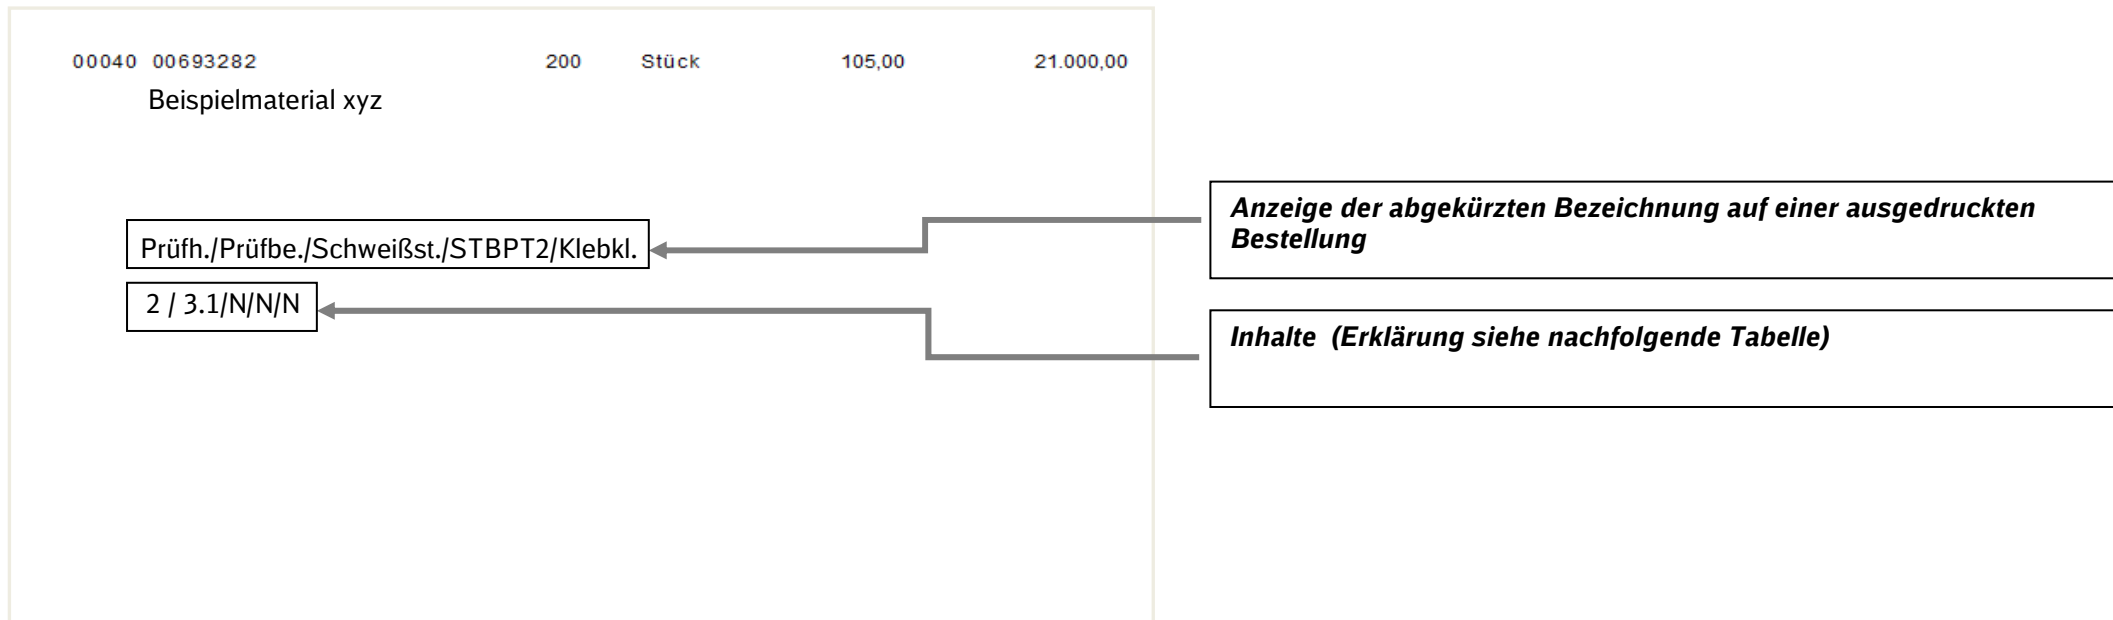 00040 00693282 200 Stück 105,00 21.000,00
Beispielmaterial xyz
Prüfh./Prüfbe./Schweißst./STBPT2/Klebkl.
2 / 3.1/N/N/N
Anzeige der abgekürzten Bezeichnung auf einer ausgedruckten
Bestellung
Inhalte (Erklärung siehe nachfolgende Tabelle)